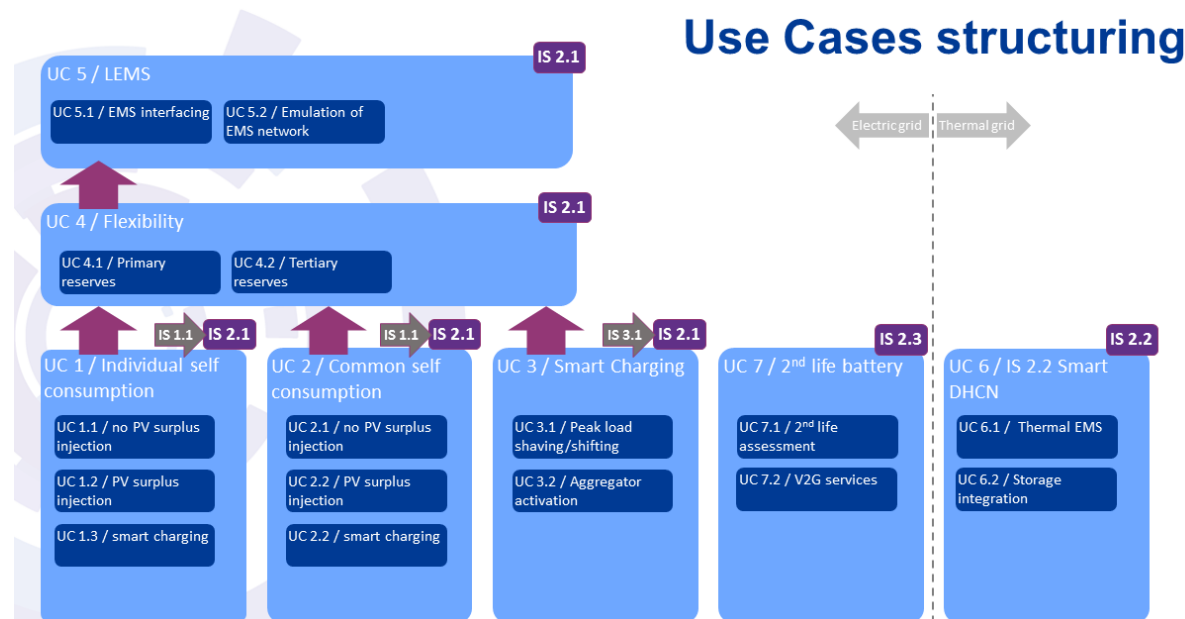 Use Cases structuring
IS 2.1
UC 5 / LEMS
UC 5.1 / EMS interfacing
UC 5.2 / Emulation of
EMS network
Electric grid
Thermal grid
IS 2.1
UC 4 / Flexibility
UC 4.1 / Primary
reserves
UC 4.2 / Tertiary
reserves
IS 1.1
IS 2.1
UC 1 / Individual self
consumption
UC 1.1 / no PV surplus
injection
UC 1.2 / PV surplus
injection
UC 1.3 / smart charging
IS 1.1
IS 2.1
UC 2 / Common self
consumption
UC 2.1 / no PV surplus
injection
UC 2.2 / PV surplus
injection
UC 2.2 / smart charging
IS 3.1
IS 2.1
UC 3 / Smart Charging
UC 3.1 / Peak load
shaving/shifting
UC 3.2 / Aggregator
activation
IS 2.3
UC 7 / 2nd life battery
UC 7.1 / 2nd life
assessment
UC 7.2 / V2G services
IS 2.2
UC 6 / IS 2.2 Smart
DHCN
UC 6.1 / Thermal EMS
UC 6.2 / Storage
integration